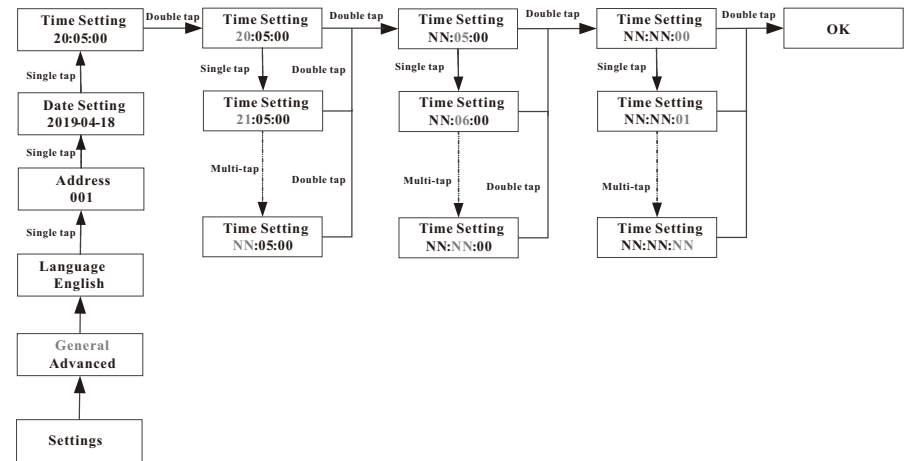 Time Setting
20:05:00
Double tap
Time Setting
20:05:00
Double tap
Time Setting
NN:05:00
Double tap
Time Setting
NN:NN:00
Double tap
OK
Single tap
Single tap
Double tap
Single tap
Single tap
Date Setting
2019-04-18
Time Setting
21:05:00
Time Setting
NN:06:00
Time Setting
NN:NN:01
Single tap
Multi-tap
Double tap
Multi-tap
Double tap
Multi-tap
Address
001
Single tap
Time Setting
NN:05:00
Time Setting
NN:NN:00
Time Setting
NN:NN:NN
Language
English
General
Advanced
Settings